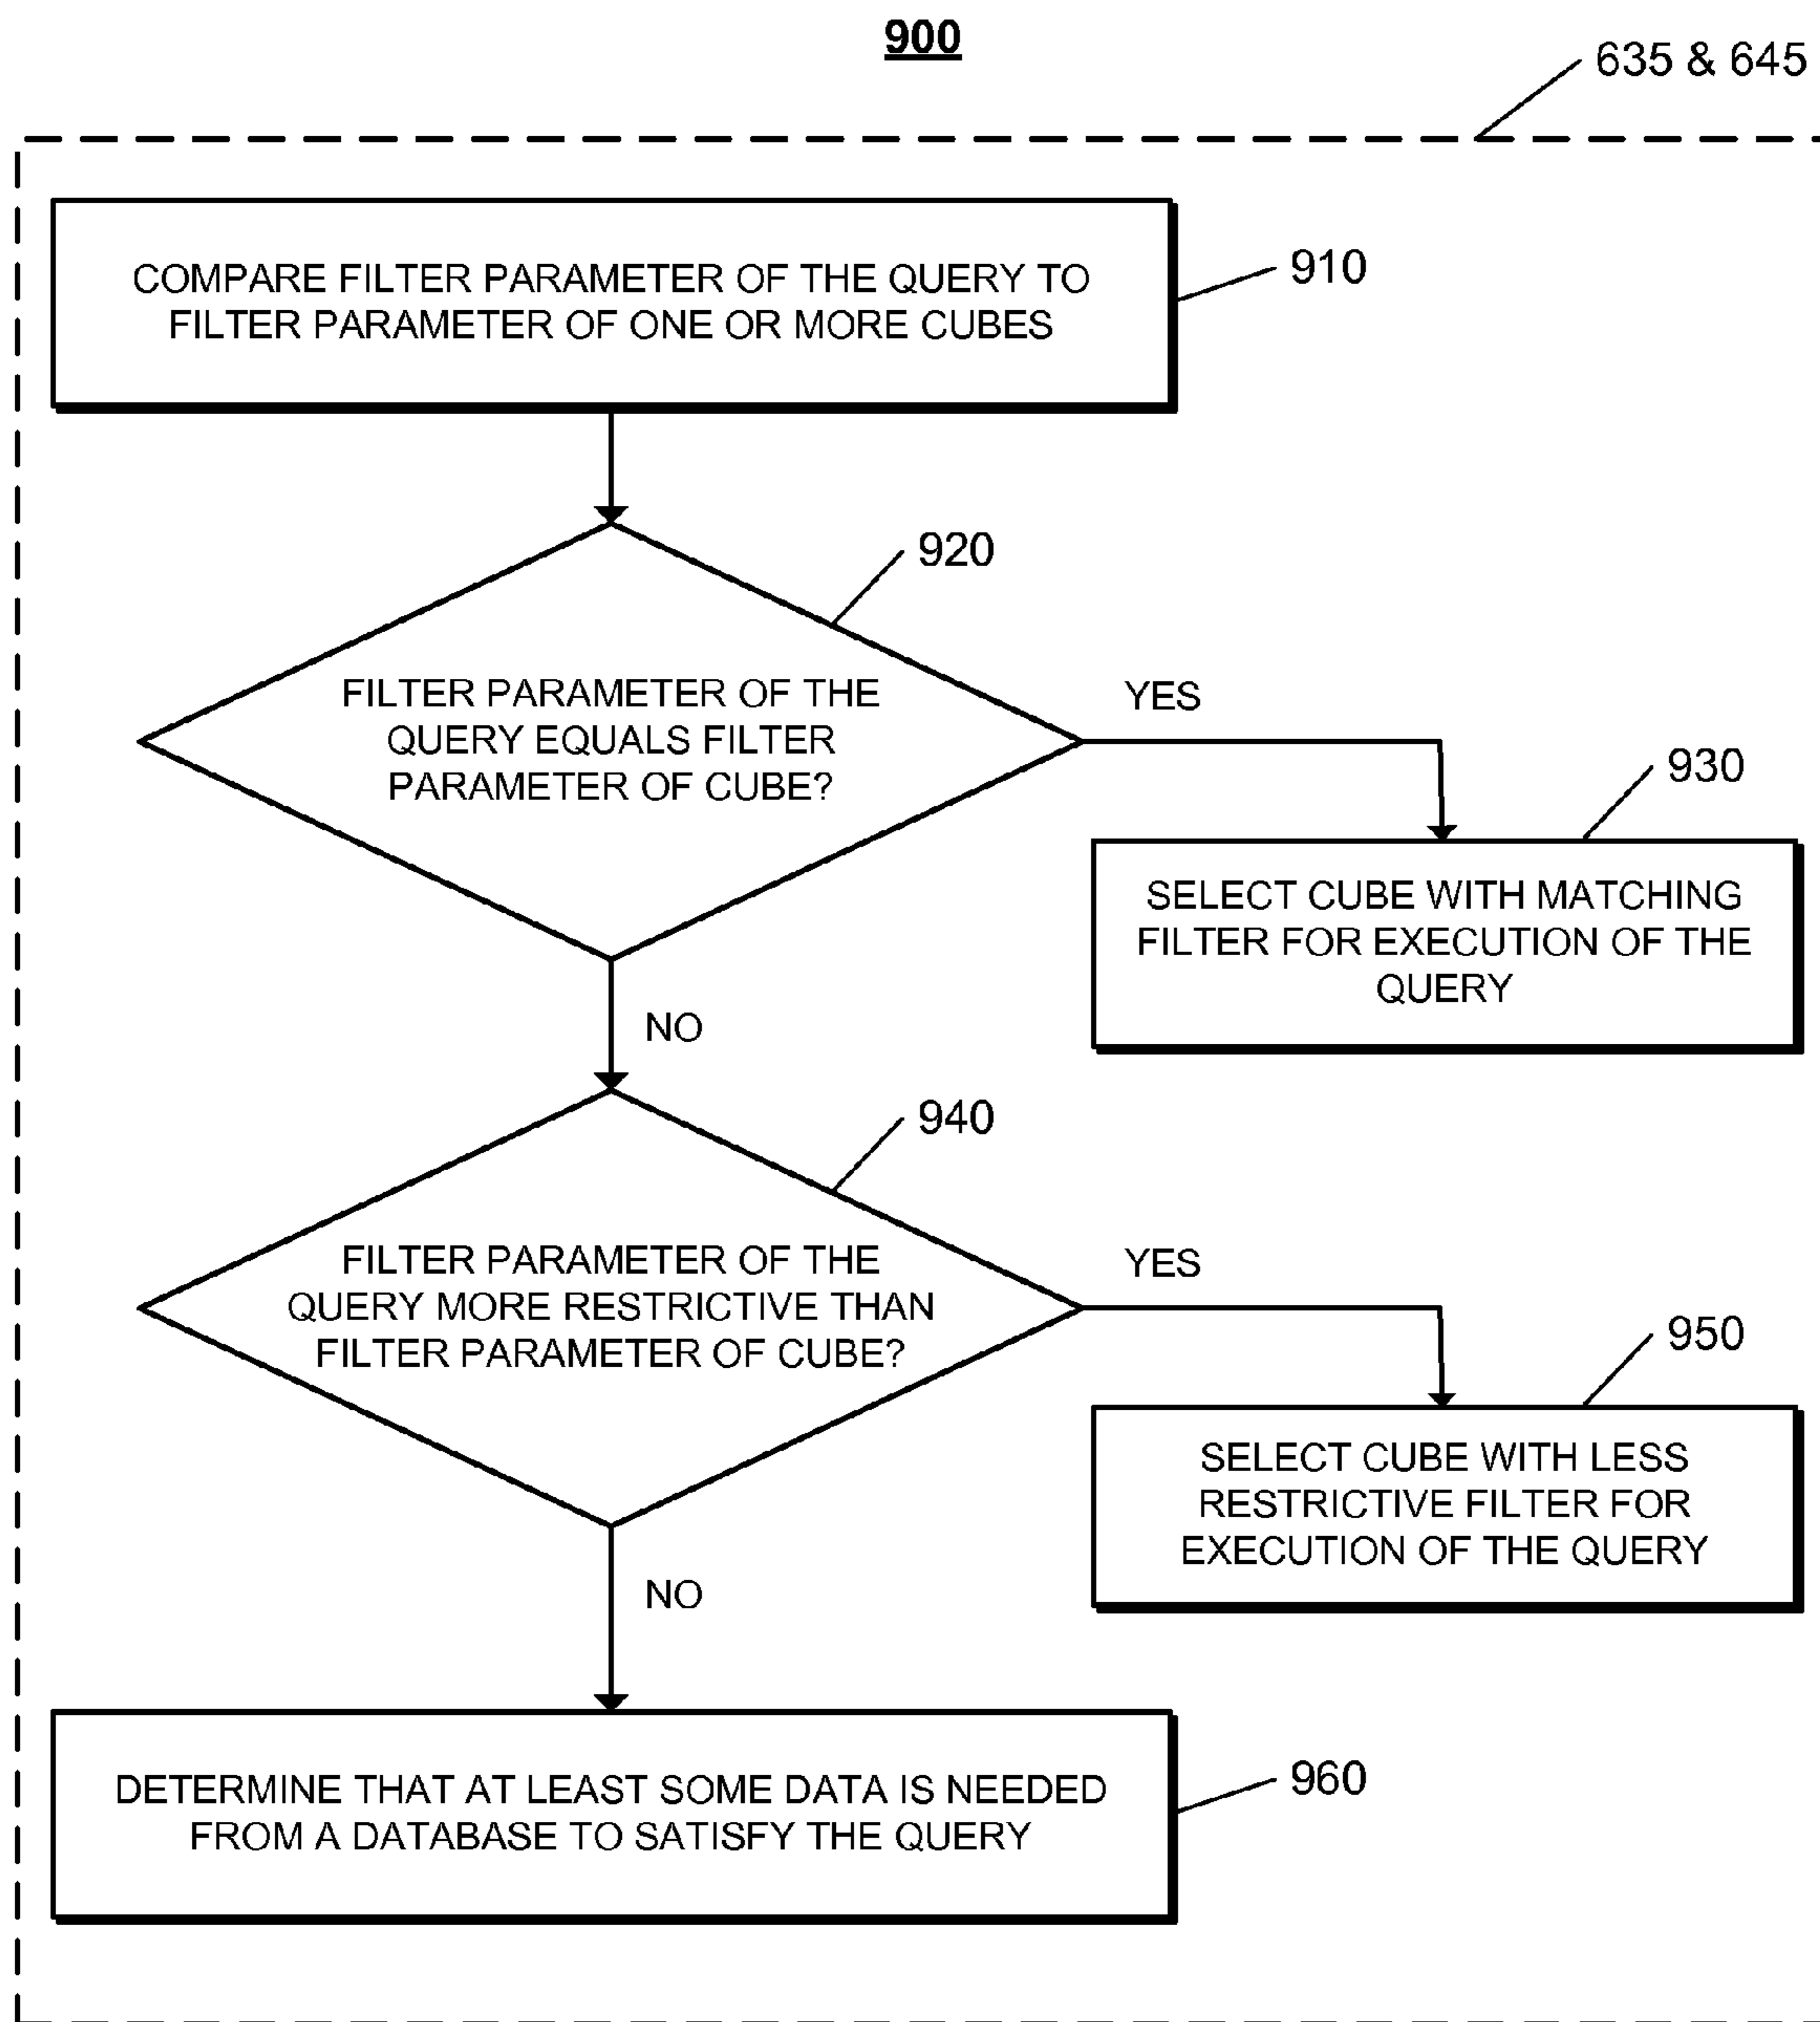 900
635 & 645
COMPARE FILTER PARAMETER OF THE QUERY TO
FILTER PARAMETER OF ONE OR MORE CUBES
910
920
FILTER PARAMETER OF THE
QUERY EQUALS FILTER
PARAMETER OF CUBE?
YES
930
SELECT CUBE WITH MATCHING
FILTER FOR EXECUTION OF THE
QUERY
NO
940
FILTER PARAMETER OF THE
QUERY MORE RESTRICTIVE THAN
FILTER PARAMETER OF CUBE?
YES
950
SELECT CUBE WITH LESS
RESTRICTIVE FILTER FOR
EXECUTION OF THE QUERY
NO
DETERMINE THAT AT LEAST SOME DATA IS NEEDED
FROM A DATABASE TO SATISFY THE QUERY
960